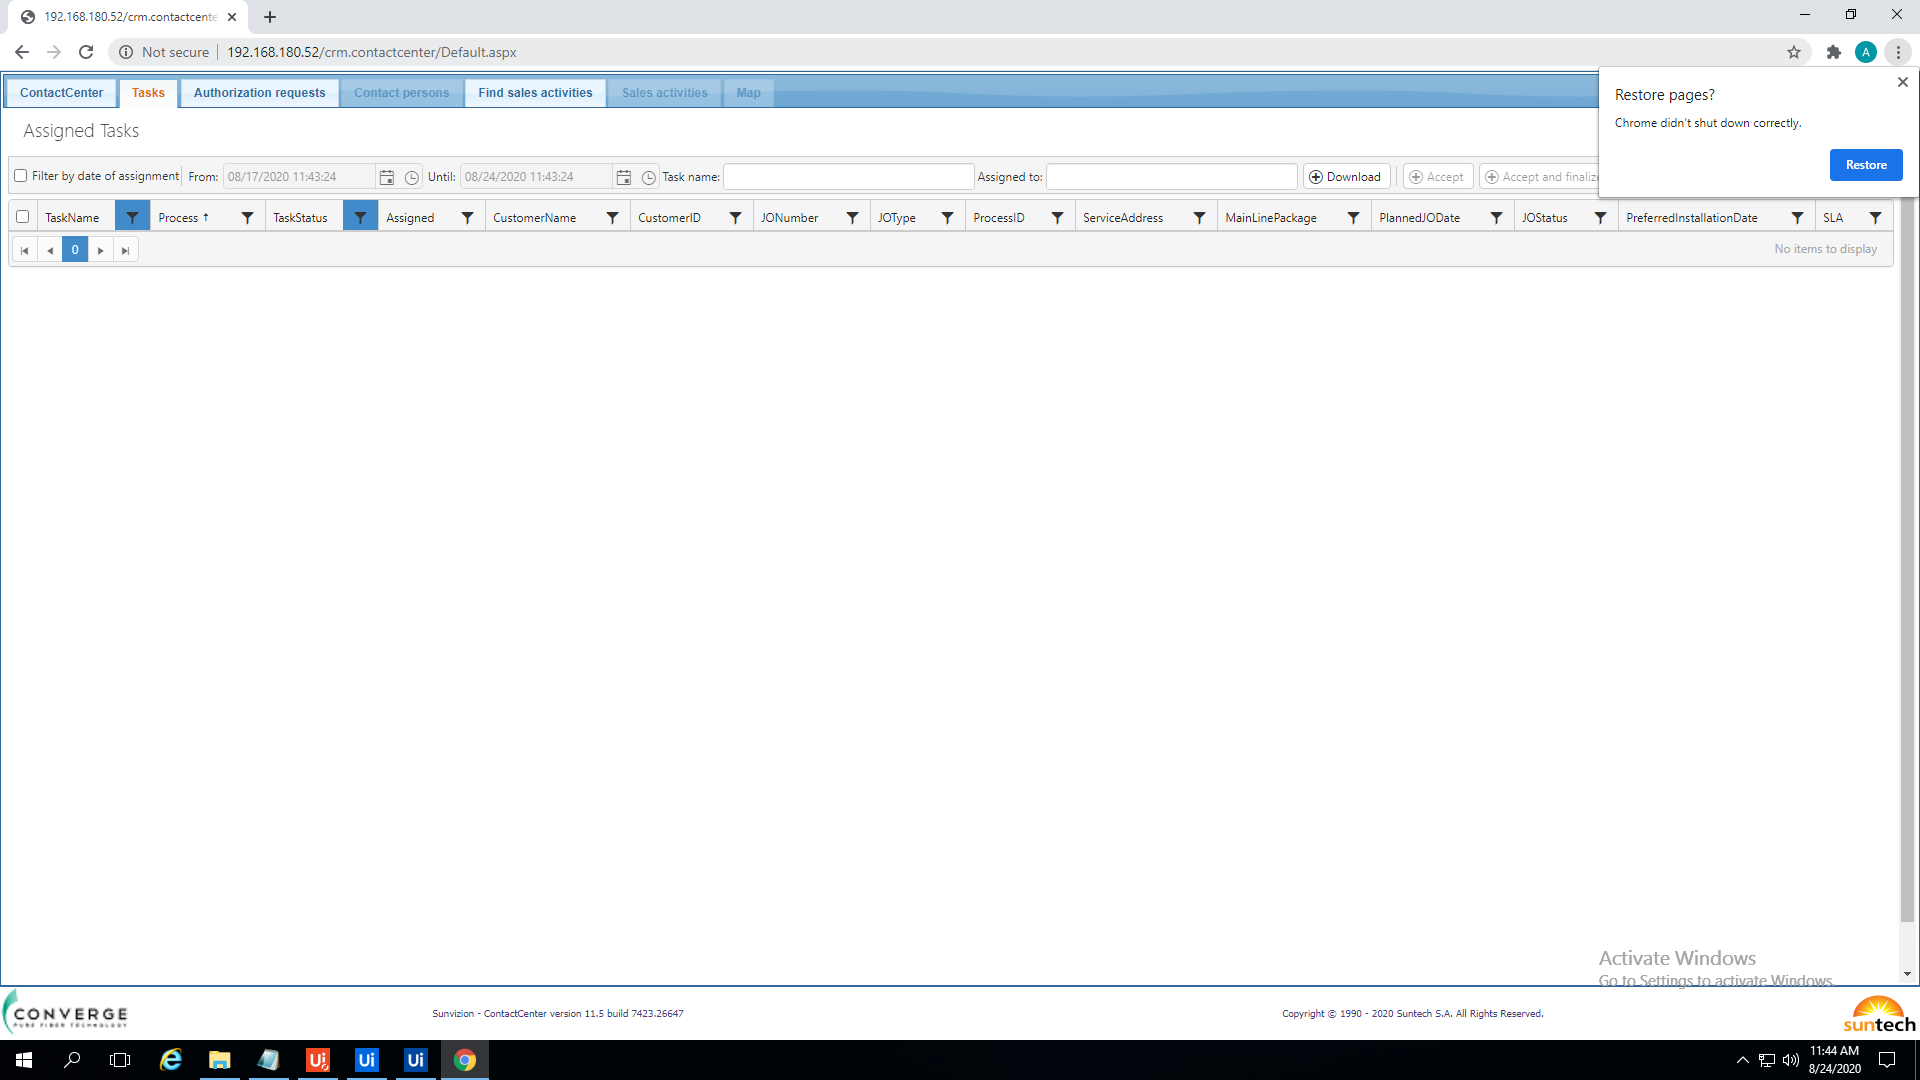 192.168.180.52/crm.contactcente
Not secure
192.168.180.52/crm.contactcenter/Default.aspx
A
ContactCenter
Tasks
Authorization requests
Contact persons
Find sales activities
Sales activities
Map
Restore pages?
Chrome didn't shut down correctly.
Restore
Assigned Tasks
Filter by date of assignment
From:
08/17/2020 11:43:24
Until:
08/24/2020 11:43:24
Task name:
Assigned to:
Download
Accept
Accept and finalize
TaskName
Process
TaskStatus
Assigned
CustomerName
CustomerID
JONumber
JOType
ProcessID
ServiceAddress
MainLinePackage
PlannedJODate
JOStatus
PreferredInstallationDate
SLA
0
No items to display
Activate Windows
Go to Settings to activate Windows.
CONVERGE
PURE FIBER TECHNOLOGY
Sunvizion - ContactCenter version 11.5 build 7423.26647
Copyright © 1990 - 2020 Suntech S.A. All Rights Reserved.
suntech
Ui
Ui
Ui
11:44 AM
8/24/2020